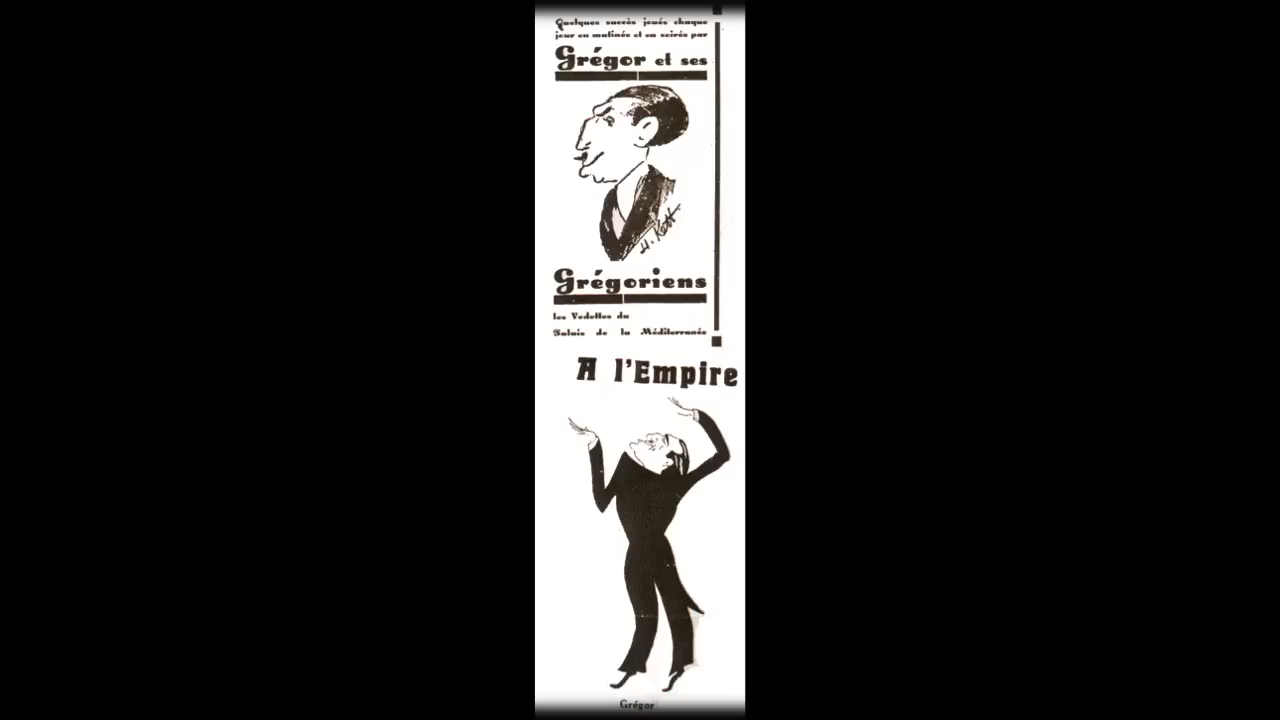 Quelques succès joués chaque
jour en matinée et en soirée par
Grégor et ses
H. Kett
Grégoriens
les Vedettes du
Palais de la Méditerranée
A l'Empire
Grégor